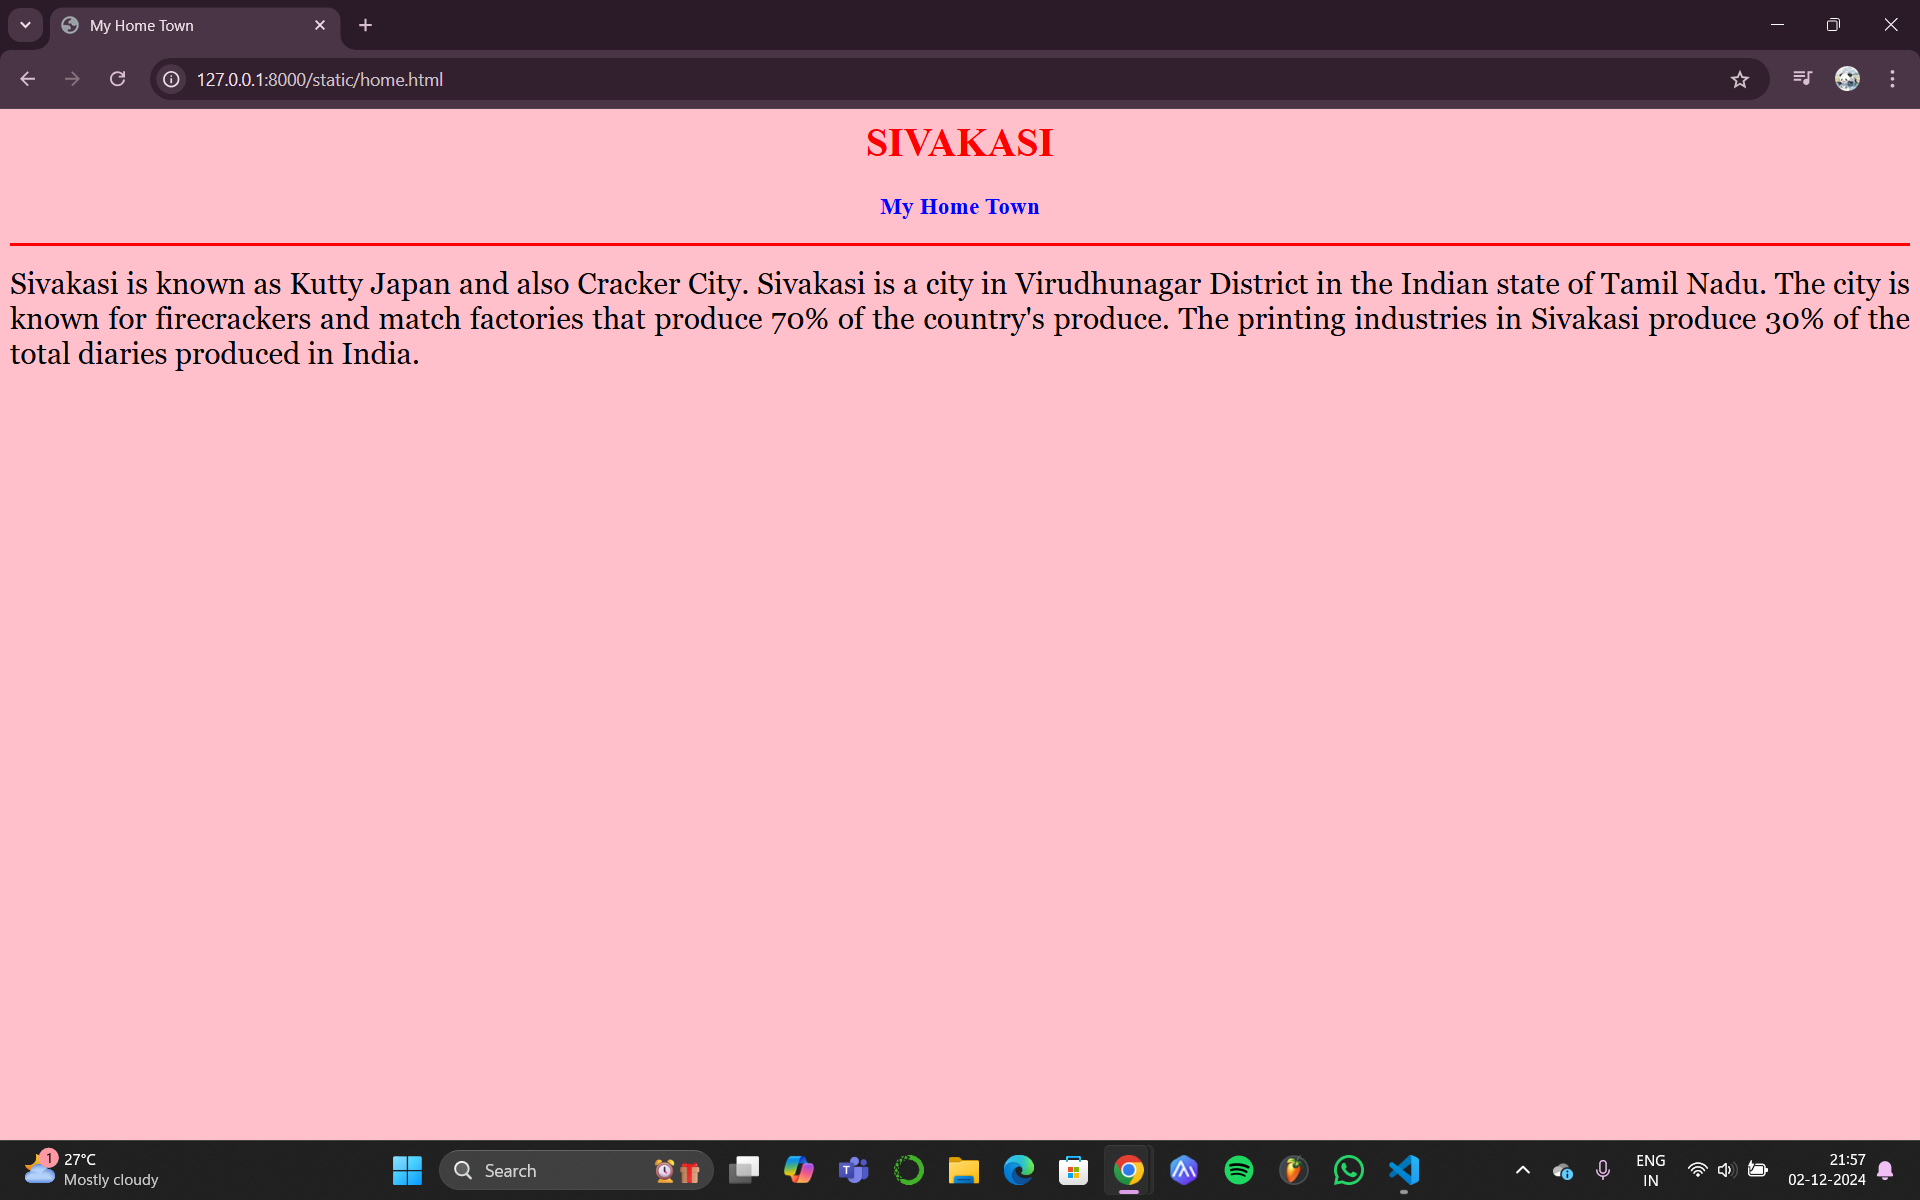 My Home Town
127.0.0.1:8000/static/home.html
SIVAKASI
My Home Town
Sivakasi is known as Kutty Japan and also Cracker City. Sivakasi is a city in Virudhunagar District in the Indian state of Tamil Nadu. The city is
known for firecrackers and match factories that produce 70% of the country's produce. The printing industries in Sivakasi produce 30% of the
total diaries produced in India.
1
27°C
Mostly cloudy
Search
ENG
IN
21:57
02-12-2024